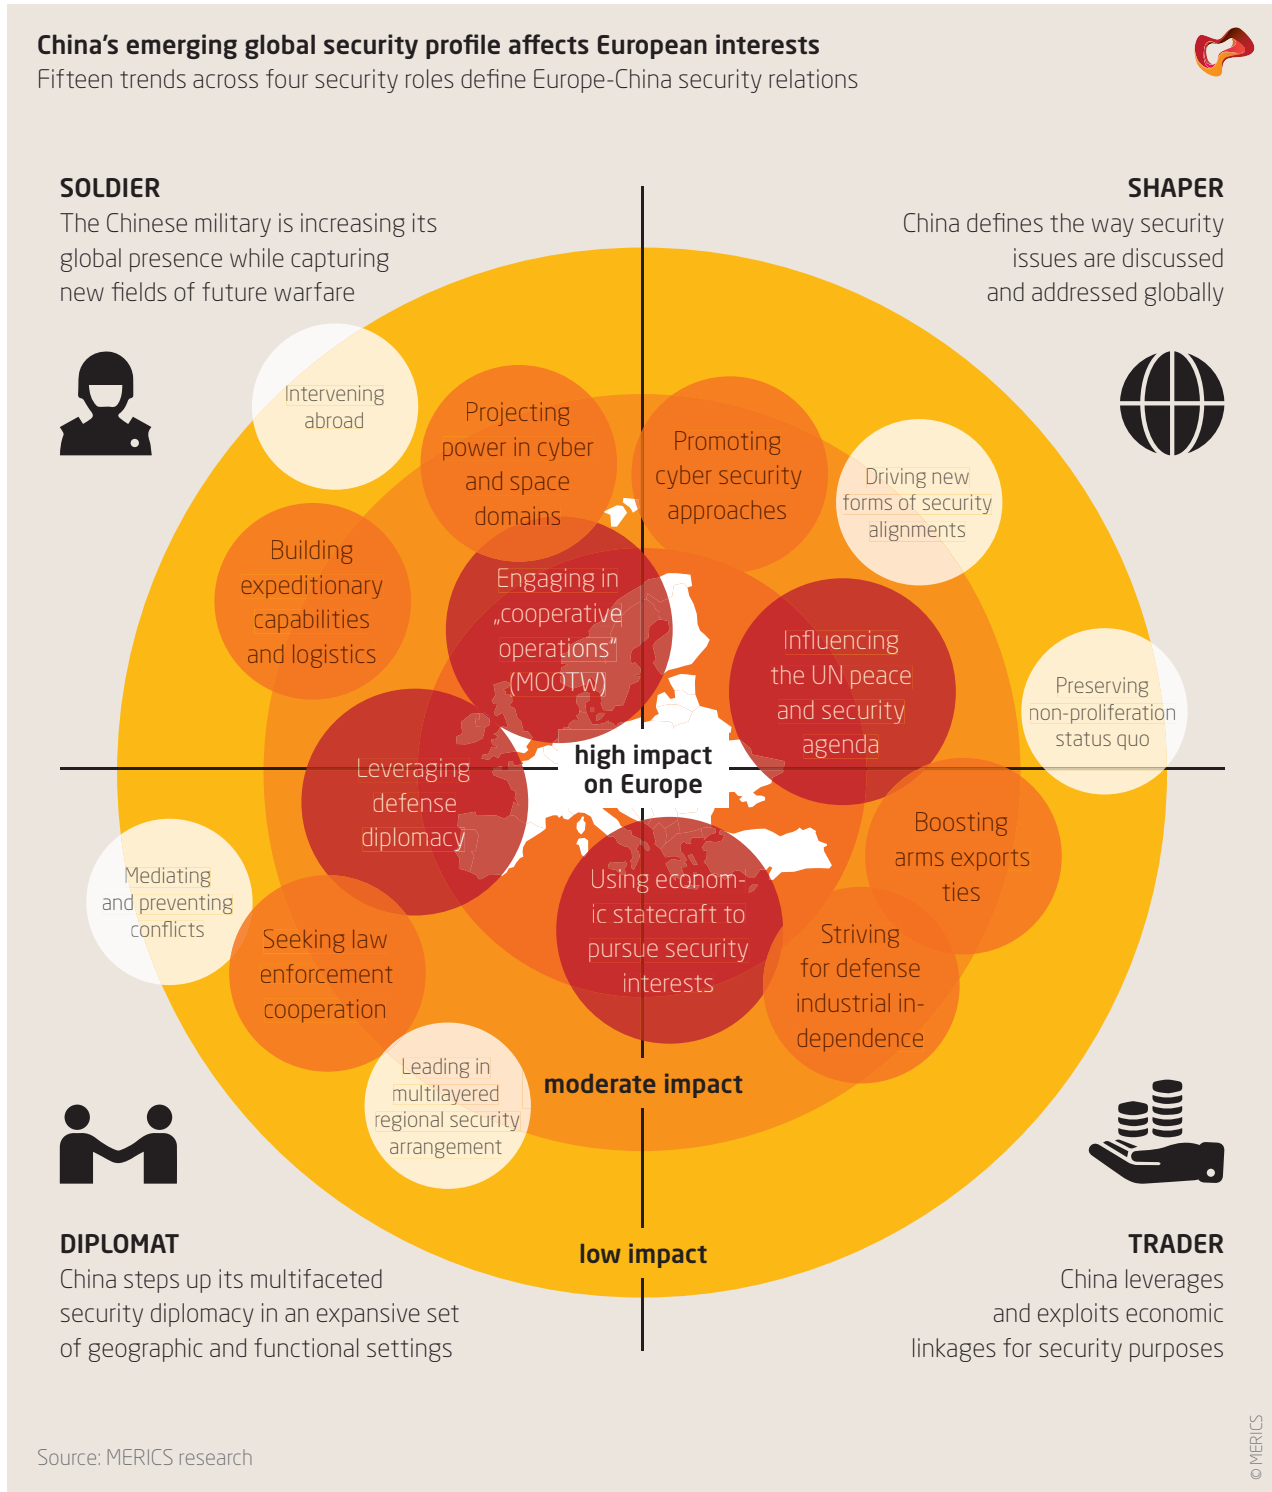 China's emerging global security profile affects European interests
Fifteen trends across four security roles define Europe-China security relations
SOLDIER
The Chinese military is increasing its
global presence while capturing
new fields of future warfare
SHAPER
China defines the way security
issues are discussed
and addressed globally
Intervening
abroad
Projecting
power in cyber
and space
domains
Promoting
cyber security
approaches
Driving new
forms of security
alignments
Building
expeditionary
capabilities
and logistics
Engaging in
„cooperative
operations“
(MOOTW)
Influencing
the UN peace
and security
agenda
Preserving
non-proliferation
status quo
high impact
on Europe
Leveraging
defense
diplomacy
Boosting
arms exports
ties
Mediating
and preventing
conflicts
Using econom-
ic statecraft to
pursue security
interests
Seeking law
enforcement
cooperation
Striving
for defense
industrial in-
dependence
Leading in
multilayered
regional security
arrangement
moderate impact
low impact
DIPLOMAT
China steps up its multifaceted
security diplomacy in an expansive set
of geographic and functional settings
TRADER
China leverages
and exploits economic
linkages for security purposes
Source: MERICS research
© MERICS